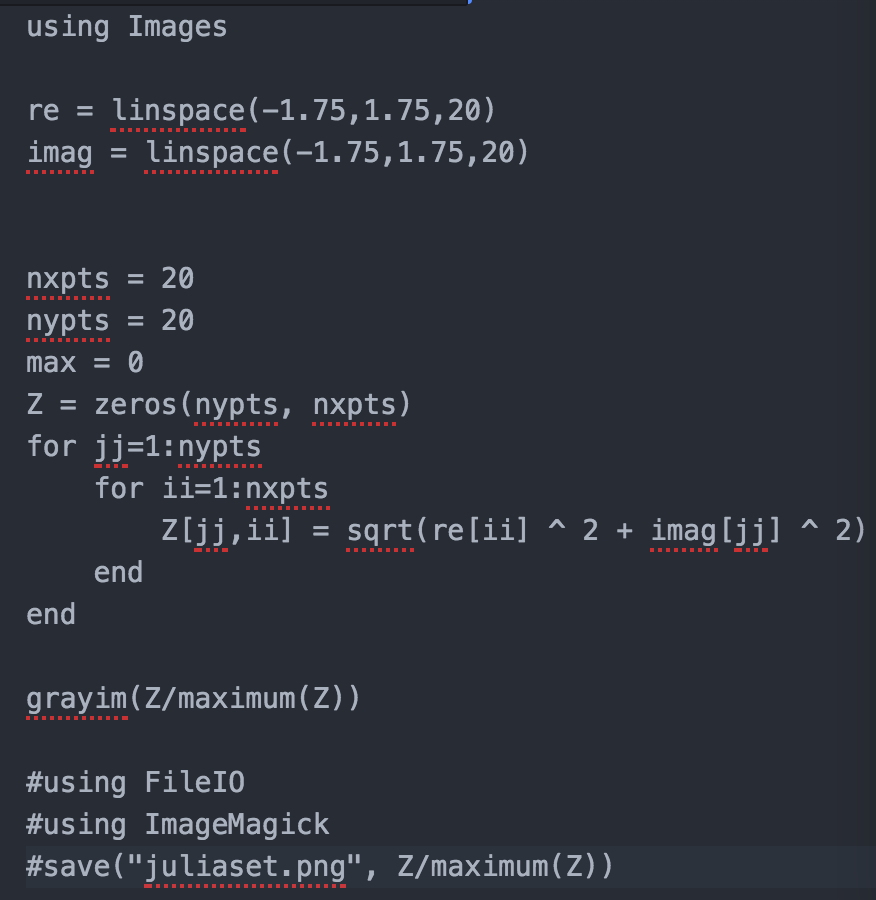 using Images
re = linspace(-1.75,1.75,20)
imag = linspace(-1.75,1.75,20)
nxpts = 20
nypts = 20
max = 0
Z = zeros(nypts, nxpts)
for jj=1:nypts
    for ii=1:nxpts
        Z[jj,ii] = sqrt(re[ii] ^ 2 + imag[jj] ^ 2)
    end
end
grayim(Z/maximum(Z))
#using FileIO
#using ImageMagick
#save("juliaset.png", Z/maximum(Z))